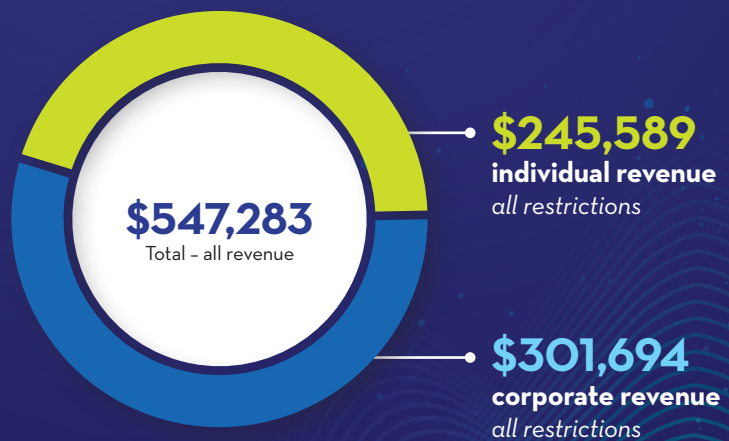 $547,283
Total – all revenue
$245,589
individual revenue
all restrictions
$301,694
corporate revenue
all restrictions